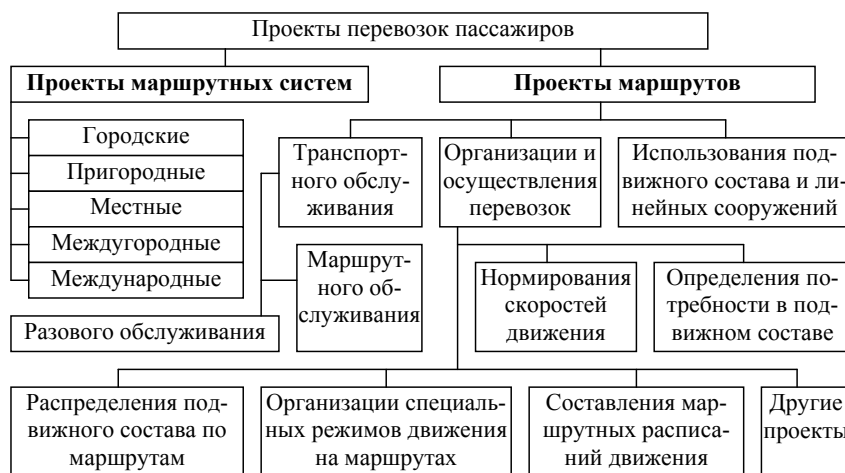 Проекты перевозок пассажиров
Проекты маршрутных систем
Проекты маршрутов
Городские
Пригородные
Местные
Междугородные
Международные
Транспорт-
ного обслу-
живания
Организации и
осуществления
перевозок
Использования под-
вижного состава и ли-
нейных сооружений
Маршрут-
ного об-
служивания
Разового обслуживания
Нормирования
скоростей
движения
Определения по-
требности в под-
вижном составе
Распределения под-
вижного состава по
маршрутам
Организации специаль-
ных режимов движения
на маршрутах
Составления мар-
шрутных расписа-
ний движения
Другие
проекты